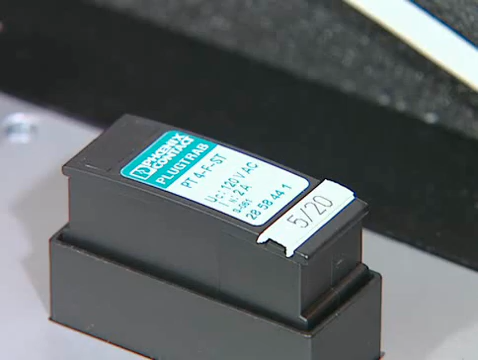 PHOENIX
CONTACT
PLUGTRAB
PT 4-F-ST
Uc: 120 V AC
IN: 2 A
28 58 44 1
5/20